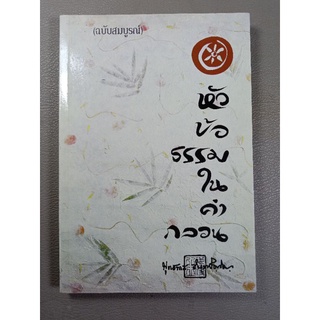 (ฉบับสมบูรณ์)
หัว
ข้อ
ธรรม
ใน
คำ
กลอน